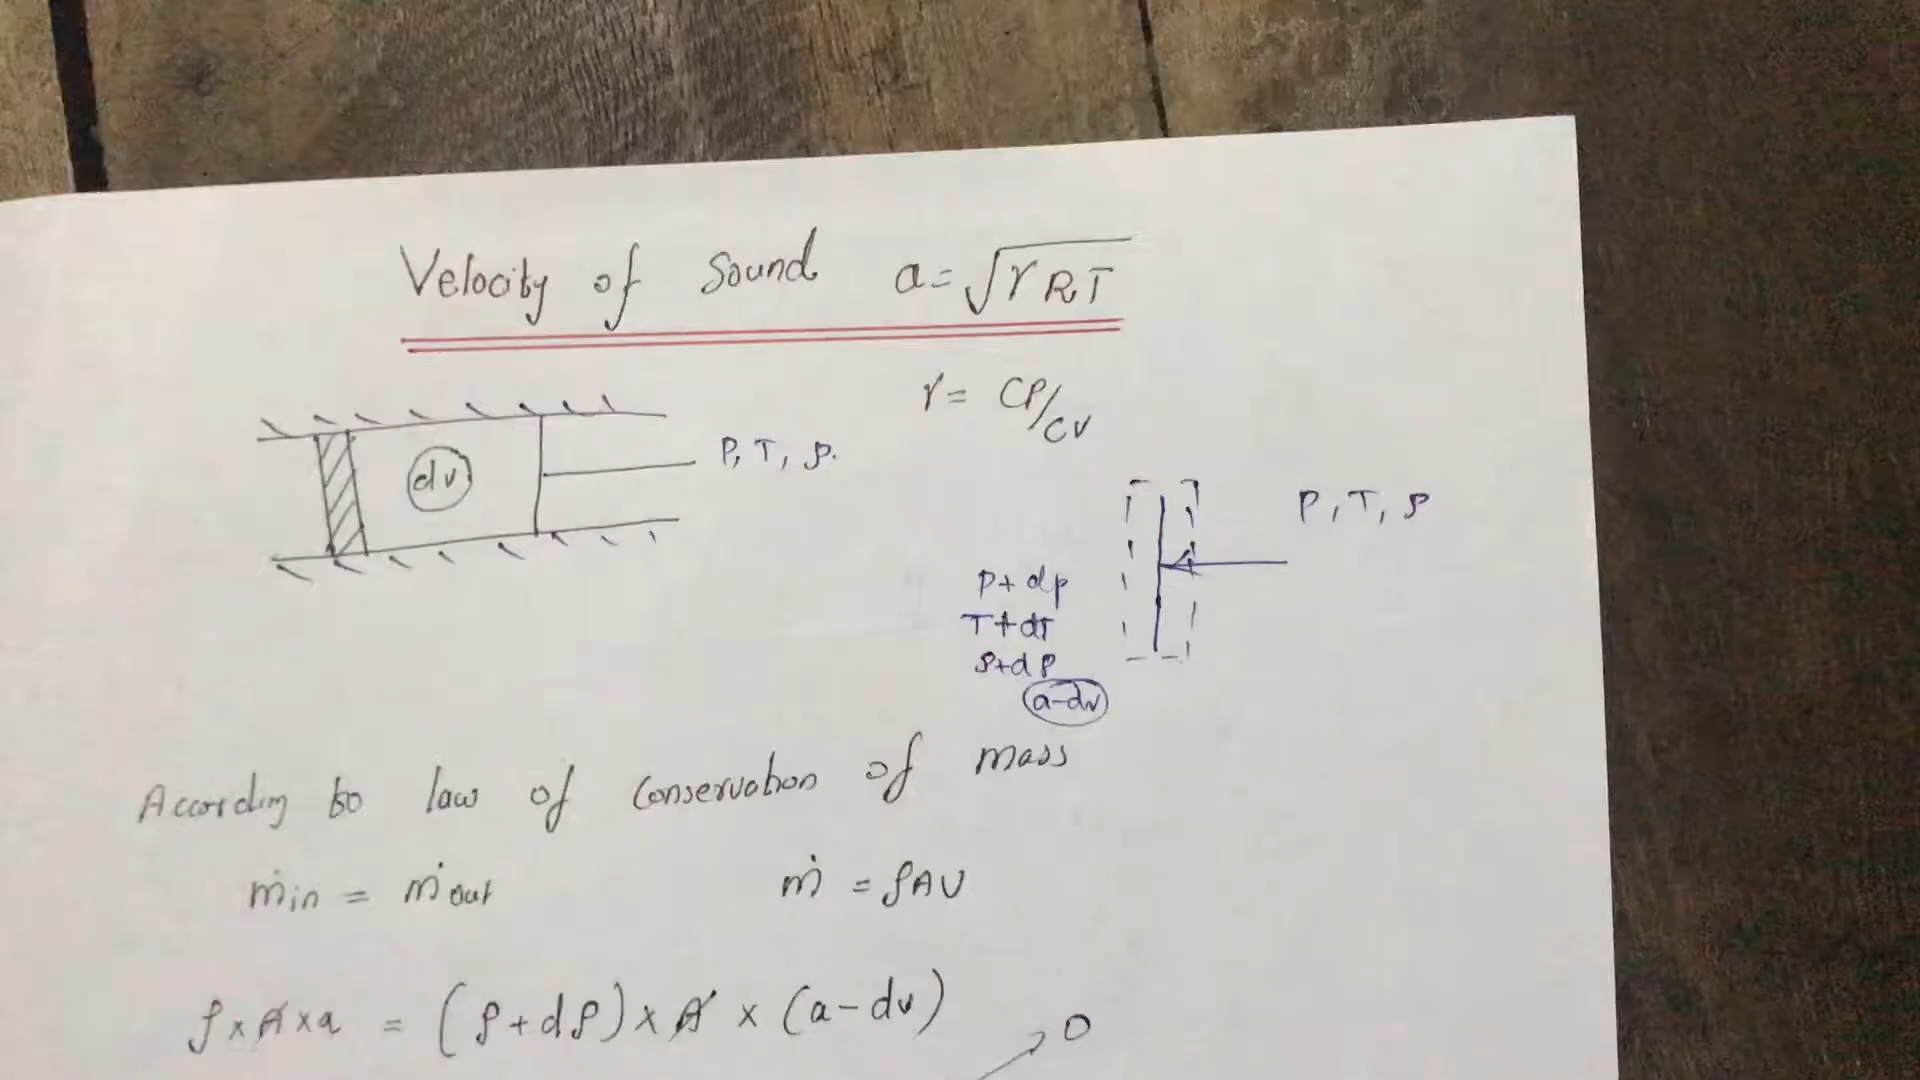 Velocity of Sound a = √γRT
γ = CP/CV
dv
P, T, ρ.
P, T, ρ
P + dp
T + dT
ρ + dρ
a-dv
According to law of Conservation of mass
ṁin = ṁout ṁ = ρAV
ρ x A x a = (ρ + dρ) x A x (a - dv)
0